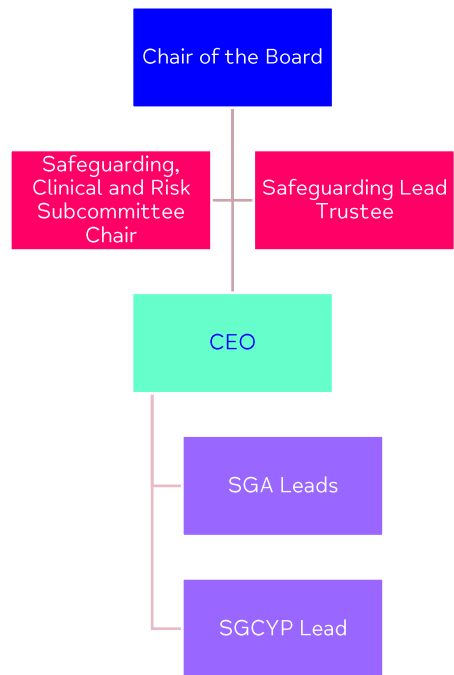 Chair of the Board
Safeguarding,
Clinical and Risk
Subcommittee
Chair
Safeguarding Lead
Trustee
CEO
SGA Leads
SGCYP Lead